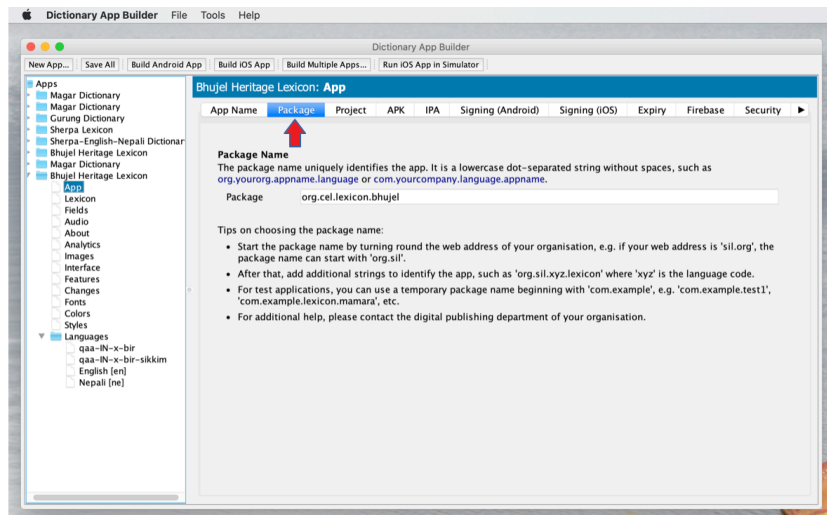 Dictionary App Builder File Tools Help
Dictionary App Builder
New App... Save All Build Android App Build iOS App Build Multiple Apps... Run iOS App in Simulator
Apps
Magar Dictionary
Magar Dictionary
Gurung Dictionary
Sherpa Lexicon
Sherpa-English-Nepali Dictionar
Bhujel Heritage Lexicon
Magar Dictionary
Bhujel Heritage Lexicon
App
Lexicon
Fields
Audio
About
Analytics
Images
Interface
Features
Changes
Fonts
Colors
Styles
Languages
qaa-IN-x-bir
qaa-IN-x-bir-sikkim
English [en]
Nepali [ne]
Bhujel Heritage Lexicon: App
App Name Package Project APK IPA Signing (Android) Signing (iOS) Expiry Firebase Security
Package Name
The package name uniquely identifies the app. It is a lowercase dot-separated string without spaces, such as
org.yourorg.appname.language or com.yourcompany.language.appname.
Package org.cel.lexicon.bhujel
Tips on choosing the package name:
• Start the package name by turning round the web address of your organisation, e.g. if your web address is 'sil.org', the
package name can start with 'org.sil'.
• After that, add additional strings to identify the app, such as 'org.sil.xyz.lexicon' where 'xyz' is the language code.
• For test applications, you can use a temporary package name beginning with 'com.example', e.g. 'com.example.test1',
'com.example.lexicon.mamara', etc.
• For additional help, please contact the digital publishing department of your organisation.